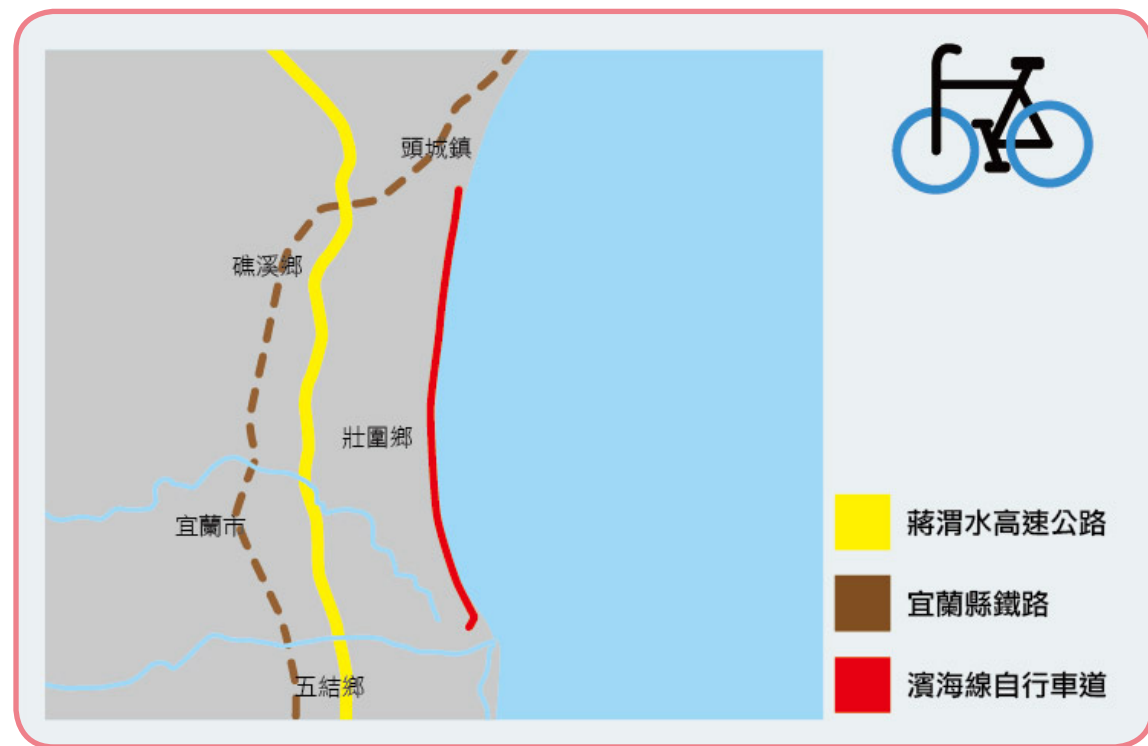 頭城鎮
礁溪鄉
壯圍鄉
宜蘭市
五結鄉
蔣渭水高速公路
宜蘭縣鐵路
濱海線自行車道